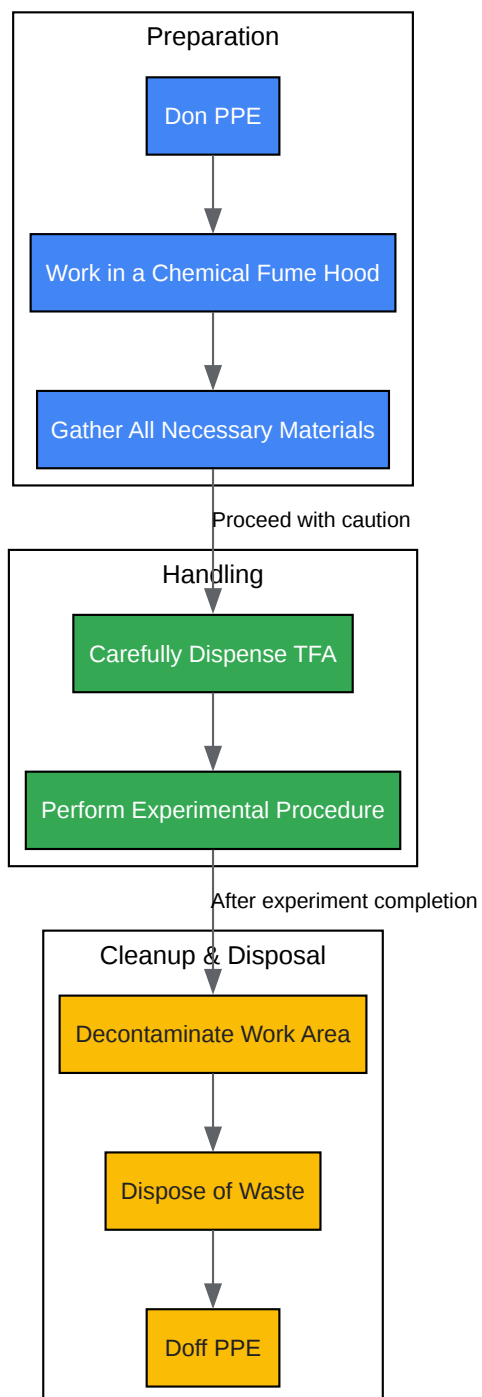 Preparation
Don PPE
Work in a Chemical Fume Hood
Gather All Necessary Materials
Proceed with caution
Handling
Carefully Dispense TFA
Perform Experimental Procedure
After experiment completion
Cleanup & Disposal
Decontaminate Work Area
Dispose of Waste
Doff PPE